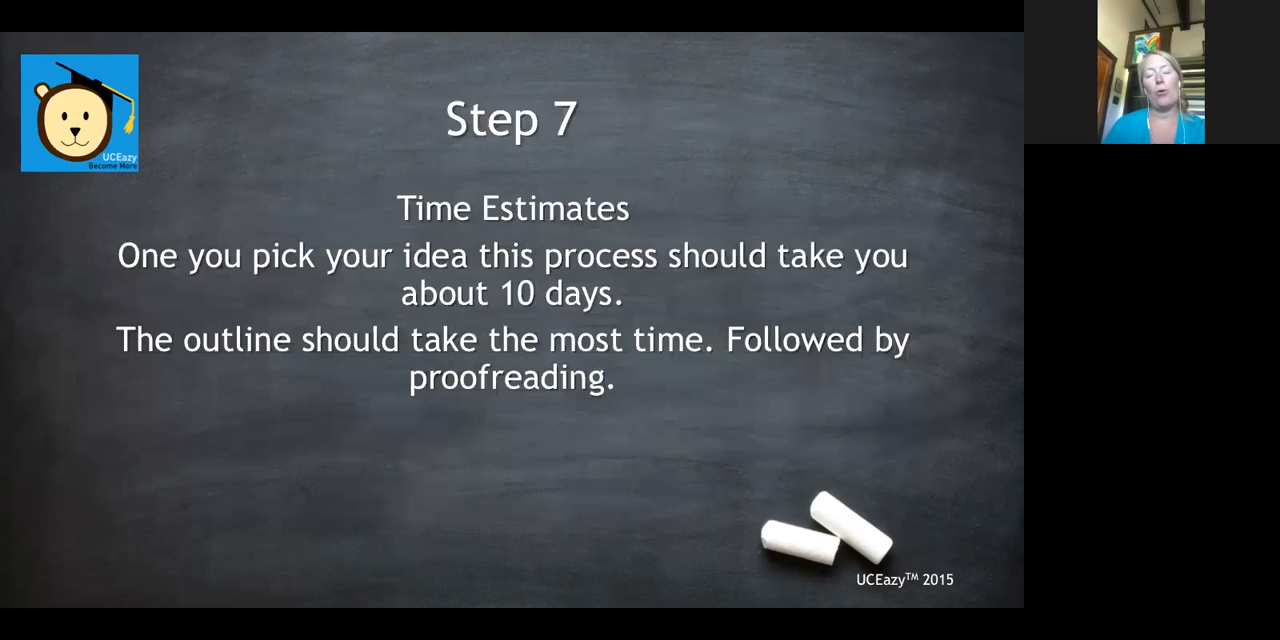 Step 7
Time Estimates
One you pick your idea this process should take you
about 10 days.
The outline should take the most time. Followed by
proofreading.
UCEazy
Become More
UCEazy™ 2015